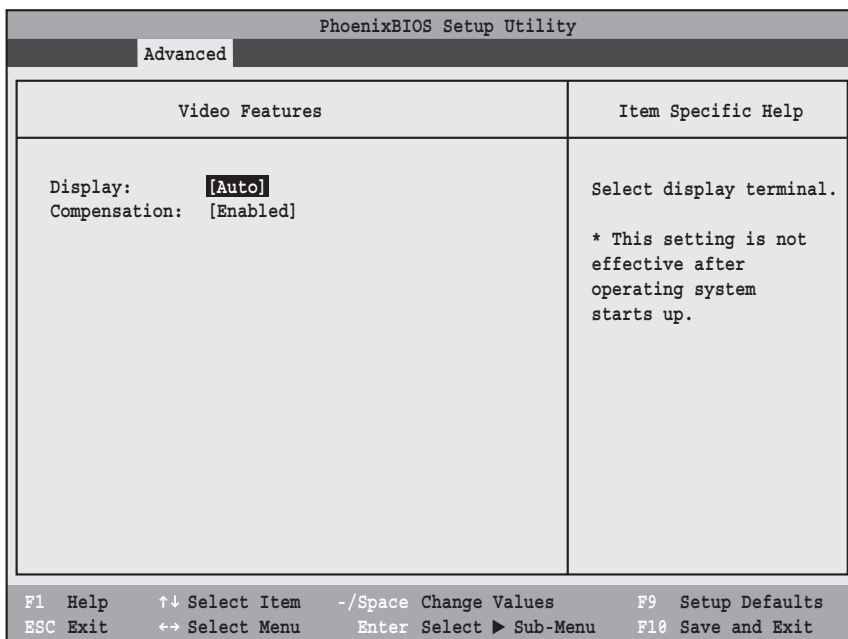 PhoenixBIOS Setup Utility
Advanced
Video Features
Item Specific Help
Display: [Auto]
Compensation: [Enabled]
Select display terminal.
* This setting is not
effective after
operating system
starts up.
F1 Help ↑↓ Select Item -/Space Change Values F9 Setup Defaults
ESC Exit ←→ Select Menu Enter Select ▶ Sub-Menu F10 Save and Exit